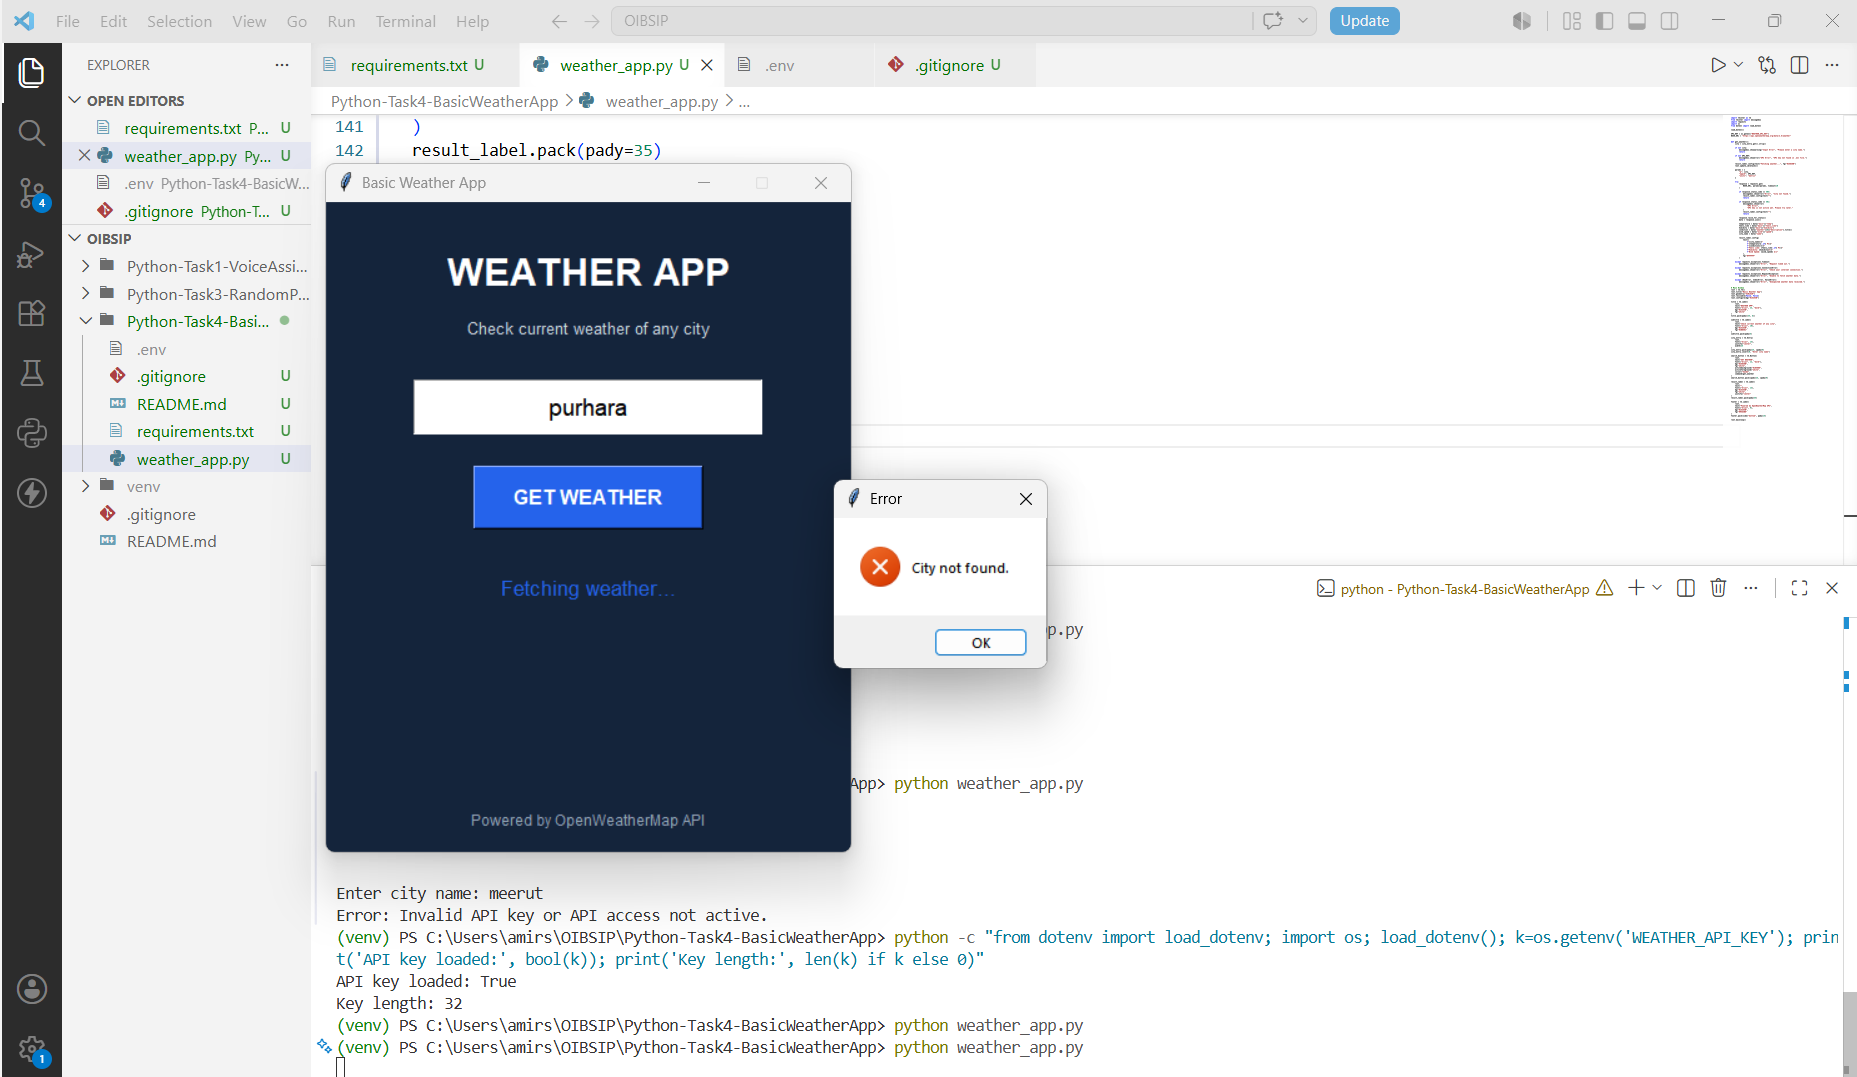 File Edit Selection View Go Run Terminal Help
OIBSIP
Update
EXPLORER
requirements.txt U
weather_app.py U
.env
.gitignore U
Python-Task4-BasicWeatherApp > weather_app.py > ...
OPEN EDITORS
requirements.txt P... U
weather_app.py Py... U
.env Python-Task4-BasicW...
.gitignore Python-T... U
OIBSIP
Python-Task1-VoiceAssi...
Python-Task3-RandomP...
Python-Task4-Basi...
.env
.gitignore U
README.md U
requirements.txt U
weather_app.py U
venv
.gitignore
README.md
4
1
141 )
142 result_label.pack(pady=35)
Basic Weather App
WEATHER APP
Check current weather of any city
purhara
GET WEATHER
Fetching weather...
Powered by OpenWeatherMap API
Error
City not found.
OK
python - Python-Task4-BasicWeatherApp
p.py
App> python weather_app.py
Enter city name: meerut
Error: Invalid API key or API access not active.
(venv) PS C:\Users\amirs\OIBSIP\Python-Task4-BasicWeatherApp> python -c "from dotenv import load_dotenv; import os; load_dotenv(); k=os.getenv('WEATHER_API_KEY'); prin
t('API key loaded:', bool(k)); print('Key length:', len(k) if k else 0)"
API key loaded: True
Key length: 32
(venv) PS C:\Users\amirs\OIBSIP\Python-Task4-BasicWeatherApp> python weather_app.py
(venv) PS C:\Users\amirs\OIBSIP\Python-Task4-BasicWeatherApp> python weather_app.py